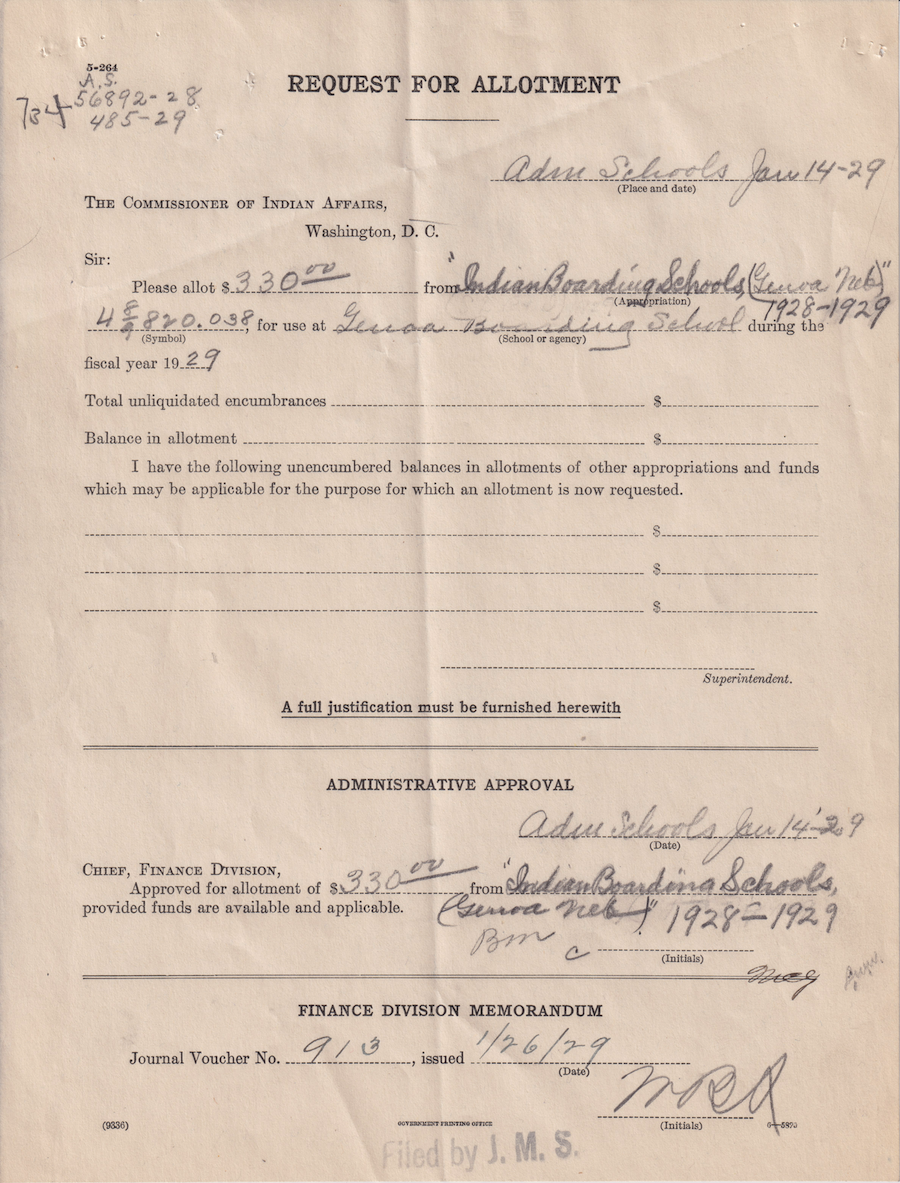 5-264
A.S.
56892-28
734
485-29
REQUEST FOR ALLOTMENT
Adm Schools Jan 14-29
(Place and date)
THE COMMISSIONER OF INDIAN AFFAIRS,
Washington, D. C.
Sir:
Please allot $ 330 00 from "Indian Boarding Schools, (Genoa Neb)"
(Appropriation)
1928-1929
4 8/9 820.038, for use at Genoa Boarding School during the
(Symbol) (School or agency)
fiscal year 19 29
Total unliquidated encumbrances $
Balance in allotment $
I have the following unencumbered balances in allotments of other appropriations and funds
which may be applicable for the purpose for which an allotment is now requested.
$
$
$
Superintendent.
A full justification must be furnished herewith
ADMINISTRATIVE APPROVAL
Adm Schools Jan 14-29
(Date)
CHIEF, FINANCE DIVISION,
Approved for allotment of $ 330 00 from "Indian Boarding Schools,
provided funds are available and applicable. (Genoa Neb)" 1928-1929
(Initials)
FINANCE DIVISION MEMORANDUM
Journal Voucher No. 913, issued 1/26/29
(Date)
(9336) GOVERNMENT PRINTING OFFICE (Initials) 6-5870
Filed by J. M. S.